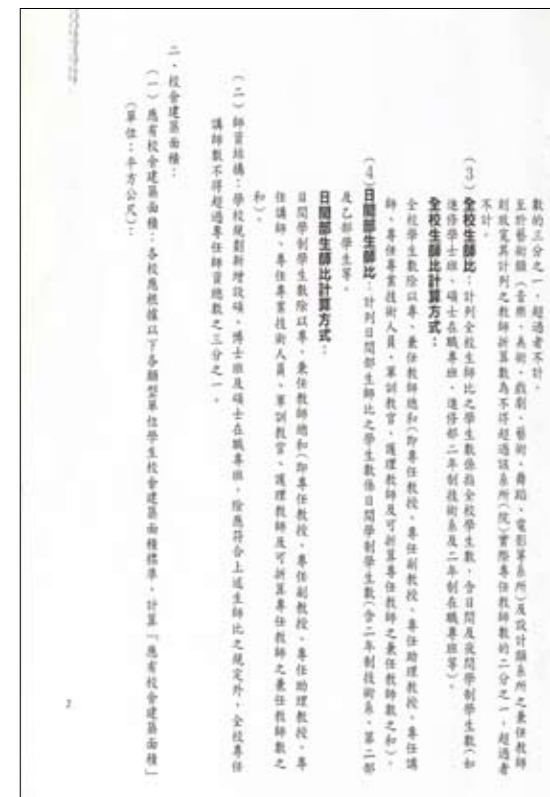 數的三分之一,超過者不計。
至於藝術類(音樂、美術、戲劇、藝術、舞蹈、電影等系所)及設計類系所之兼任教師
則放寬其計列之教師折算數為不得超過該系所(院)實際專任教師數的二分之一,超過者
不計。
(3)全校生師比:計列全校生師比之學生數係指全校學生數,含日間及夜間學制學生數(如
進修學士班、碩士在職專班、進修部二年制技術系及二年制在職專班等)。
全校生師比計算方式:
全校學生數除以專、兼任教師總和(即專任教授、專任副教授、專任助理教授、專任講
師、專任專業技術人員、軍訓教官、護理教師及可折算專任教師之兼任教師數之和)。
(4)日間部生師比:計列日間部生師比之學生數係日間學制學生數(含二年制技術系、第二部
及乙部學生等。
日間部生師比計算方式:
日間學制學生數除以專、兼任教師總和(即專任教授、專任副教授、專任助理教授、專
任講師、專任專業技術人員、軍訓教官、護理教師及可折算專任教師之兼任教師數之
和)。
(二)師資結構:學校規劃新增設碩、博士班及碩士在職專班,除應符合上述生師比之規定外,全校專任
講師數不得超過專任師資總數之三分之一。
二、校舍建築面積:
(一)應有校舍建築面積:各校應根據以下各類型單位學生校舍建築面積標準,計算「應有校舍建築面積」
(單位:平方公尺):
2